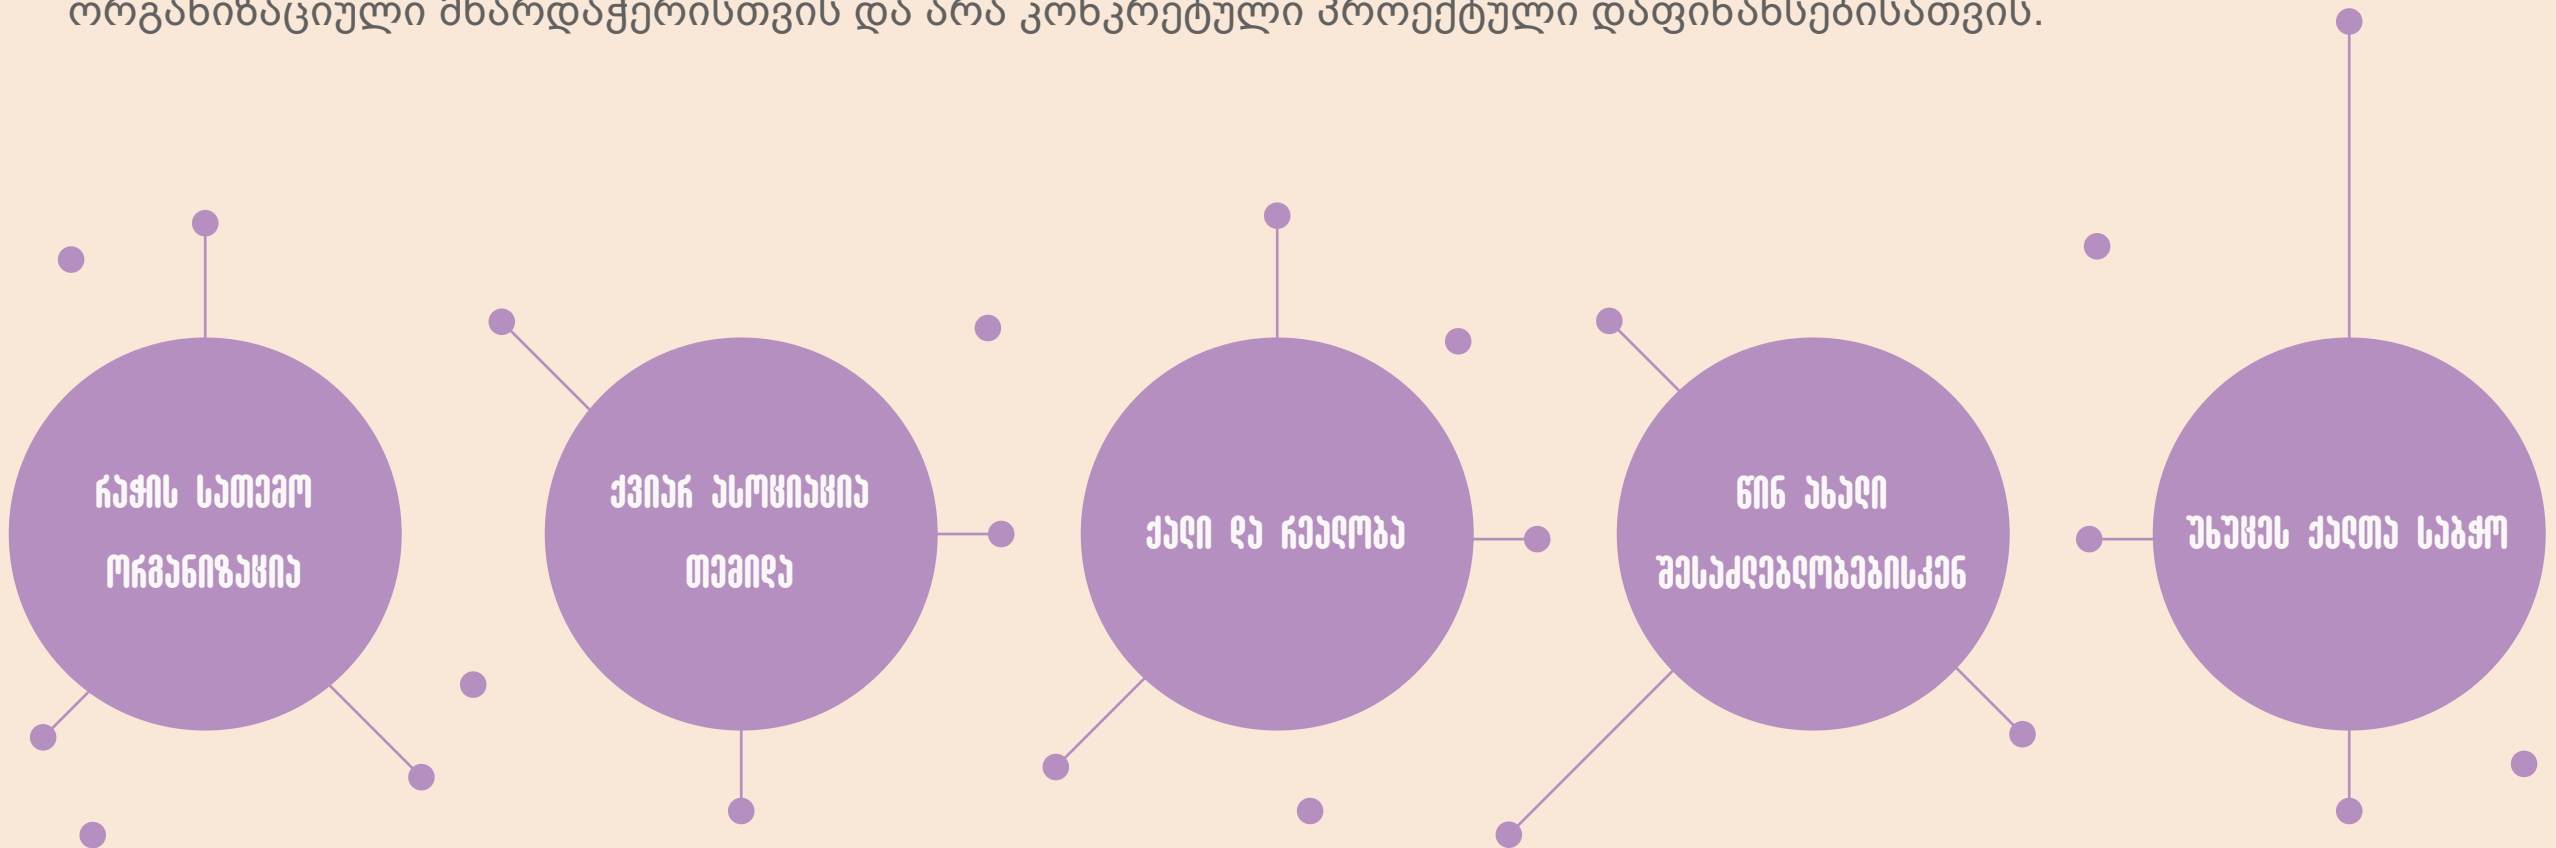 ორგანიზაციული მხარდაჭერისთვის და არა კონკრეტული პროექტული დაფინანსებისათვის.
რაჭის სათემო
ორგანიზაცია
ქვიარ ასოციაცია
თემიდა
ქალი და რეალობა
წინ ახალი
შესაძლებლობებისკენ
უხუცეს ქალთა საბჭო